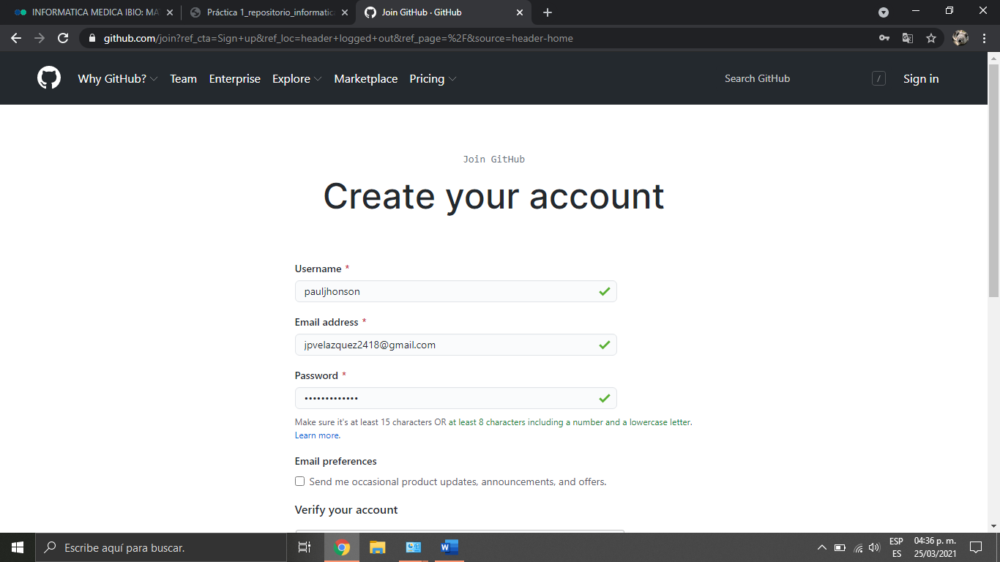 INFORMATICA MEDICA IBIO: MA
Práctica 1_repositorio_informatic
Join GitHub · GitHub
github.com/join?ref_cta=Sign+up&ref_loc=header+logged+out&ref_page=%2F&source=header-home
Why GitHub? Team Enterprise Explore Marketplace Pricing Search GitHub / Sign in
Join GitHub
Create your account
Username *
pauljhonson
Email address *
jpvelazquez2418@gmail.com
Password *
•••••••••••••
Make sure it's at least 15 characters OR at least 8 characters including a number and a lowercase letter.
Learn more.
Email preferences
Send me occasional product updates, announcements, and offers.
Verify your account
Escribe aquí para buscar.
ESP
ES
04:36 p. m.
25/03/2021